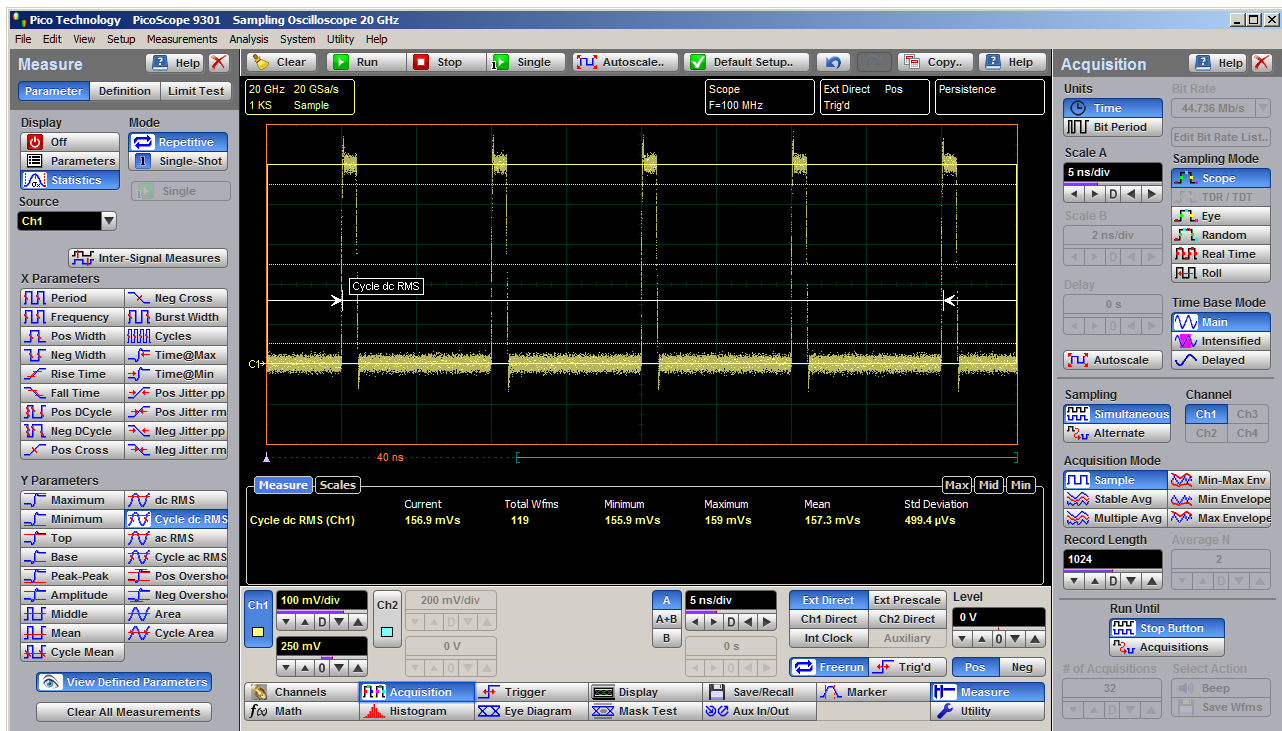 Pico Technology PicoScope 9301 Sampling Oscilloscope 20 GHz
File Edit View Setup Measurements Analysis System Utility Help
Measure
Help
Parameter Definition Limit Test
Display
Off
Parameters
Statistics
Mode
Repetitive
1 Single-Shot
Single
Source
Ch1
Inter-Signal Measures
X Parameters
Period Neg Cross
Frequency Burst Width
Pos Width Cycles
Neg Width Time@Max
Rise Time Time@Min
Fall Time Pos Jitter pp
Pos DCycle Pos Jitter rm
Neg DCycle Neg Jitter pp
Pos Cross Neg Jitter rm
Y Parameters
Maximum dc RMS
Minimum Cycle dc RMS
Top ac RMS
Base Cycle ac RMS
Peak-Peak Pos Oversho
Amplitude Neg Oversho
Middle Area
Mean Cycle Area
Cycle Mean
View Defined Parameters
Clear All Measurements
Clear Run Stop Single Autoscale.. Default Setup.. Copy.. Help
20 GHz 20 GSa/s
1 KS Sample
Scope
F=100 MHz
Ext Direct Pos
Trig'd
Persistence
Cycle dc RMS
C1
40 ns
Measure Scales Max Mid Min
Current Total Wfms Minimum Maximum Mean Std Deviation
Cycle dc RMS (Ch1) 156.9 mVs 119 155.9 mVs 159 mVs 157.3 mVs 499.4 µVs
Ch1
100 mV/div
D
250 mV
0
Ch2
200 mV/div
D
0 V
0
A
A+B
B
5 ns/div
D
0 s
0
Ext Direct Ext Prescale
Ch1 Direct Ch2 Direct
Int Clock Auxiliary
Freerun Trig'd
Level
0 V
0
Pos Neg
Channels Acquisition Trigger Display Save/Recall Marker Measure
f(x) Math Histogram Eye Diagram Mask Test Aux In/Out Utility
Acquisition
Help
Units
Time
Bit Period
Bit Rate
44.736 Mb/s
Edit Bit Rate List..
Scale A
5 ns/div
D
Scale B
2 ns/div
D
Delay
0 s
0
Autoscale
Sampling Mode
Scope
TDR / TDT
Eye
Random
Real Time
Roll
Time Base Mode
Main
Intensified
Delayed
Sampling
Simultaneous
Alternate
Channel
Ch1 Ch3
Ch2 Ch4
Acquisition Mode
Sample Min-Max Env
Stable Avg Min Envelope
Multiple Avg Max Envelope
Record Length
1024
D
Average N
2
D
Run Until
Stop Button
Acquisitions
# of Acquisitions
32
D
Select Action
Beep
Save Wfms